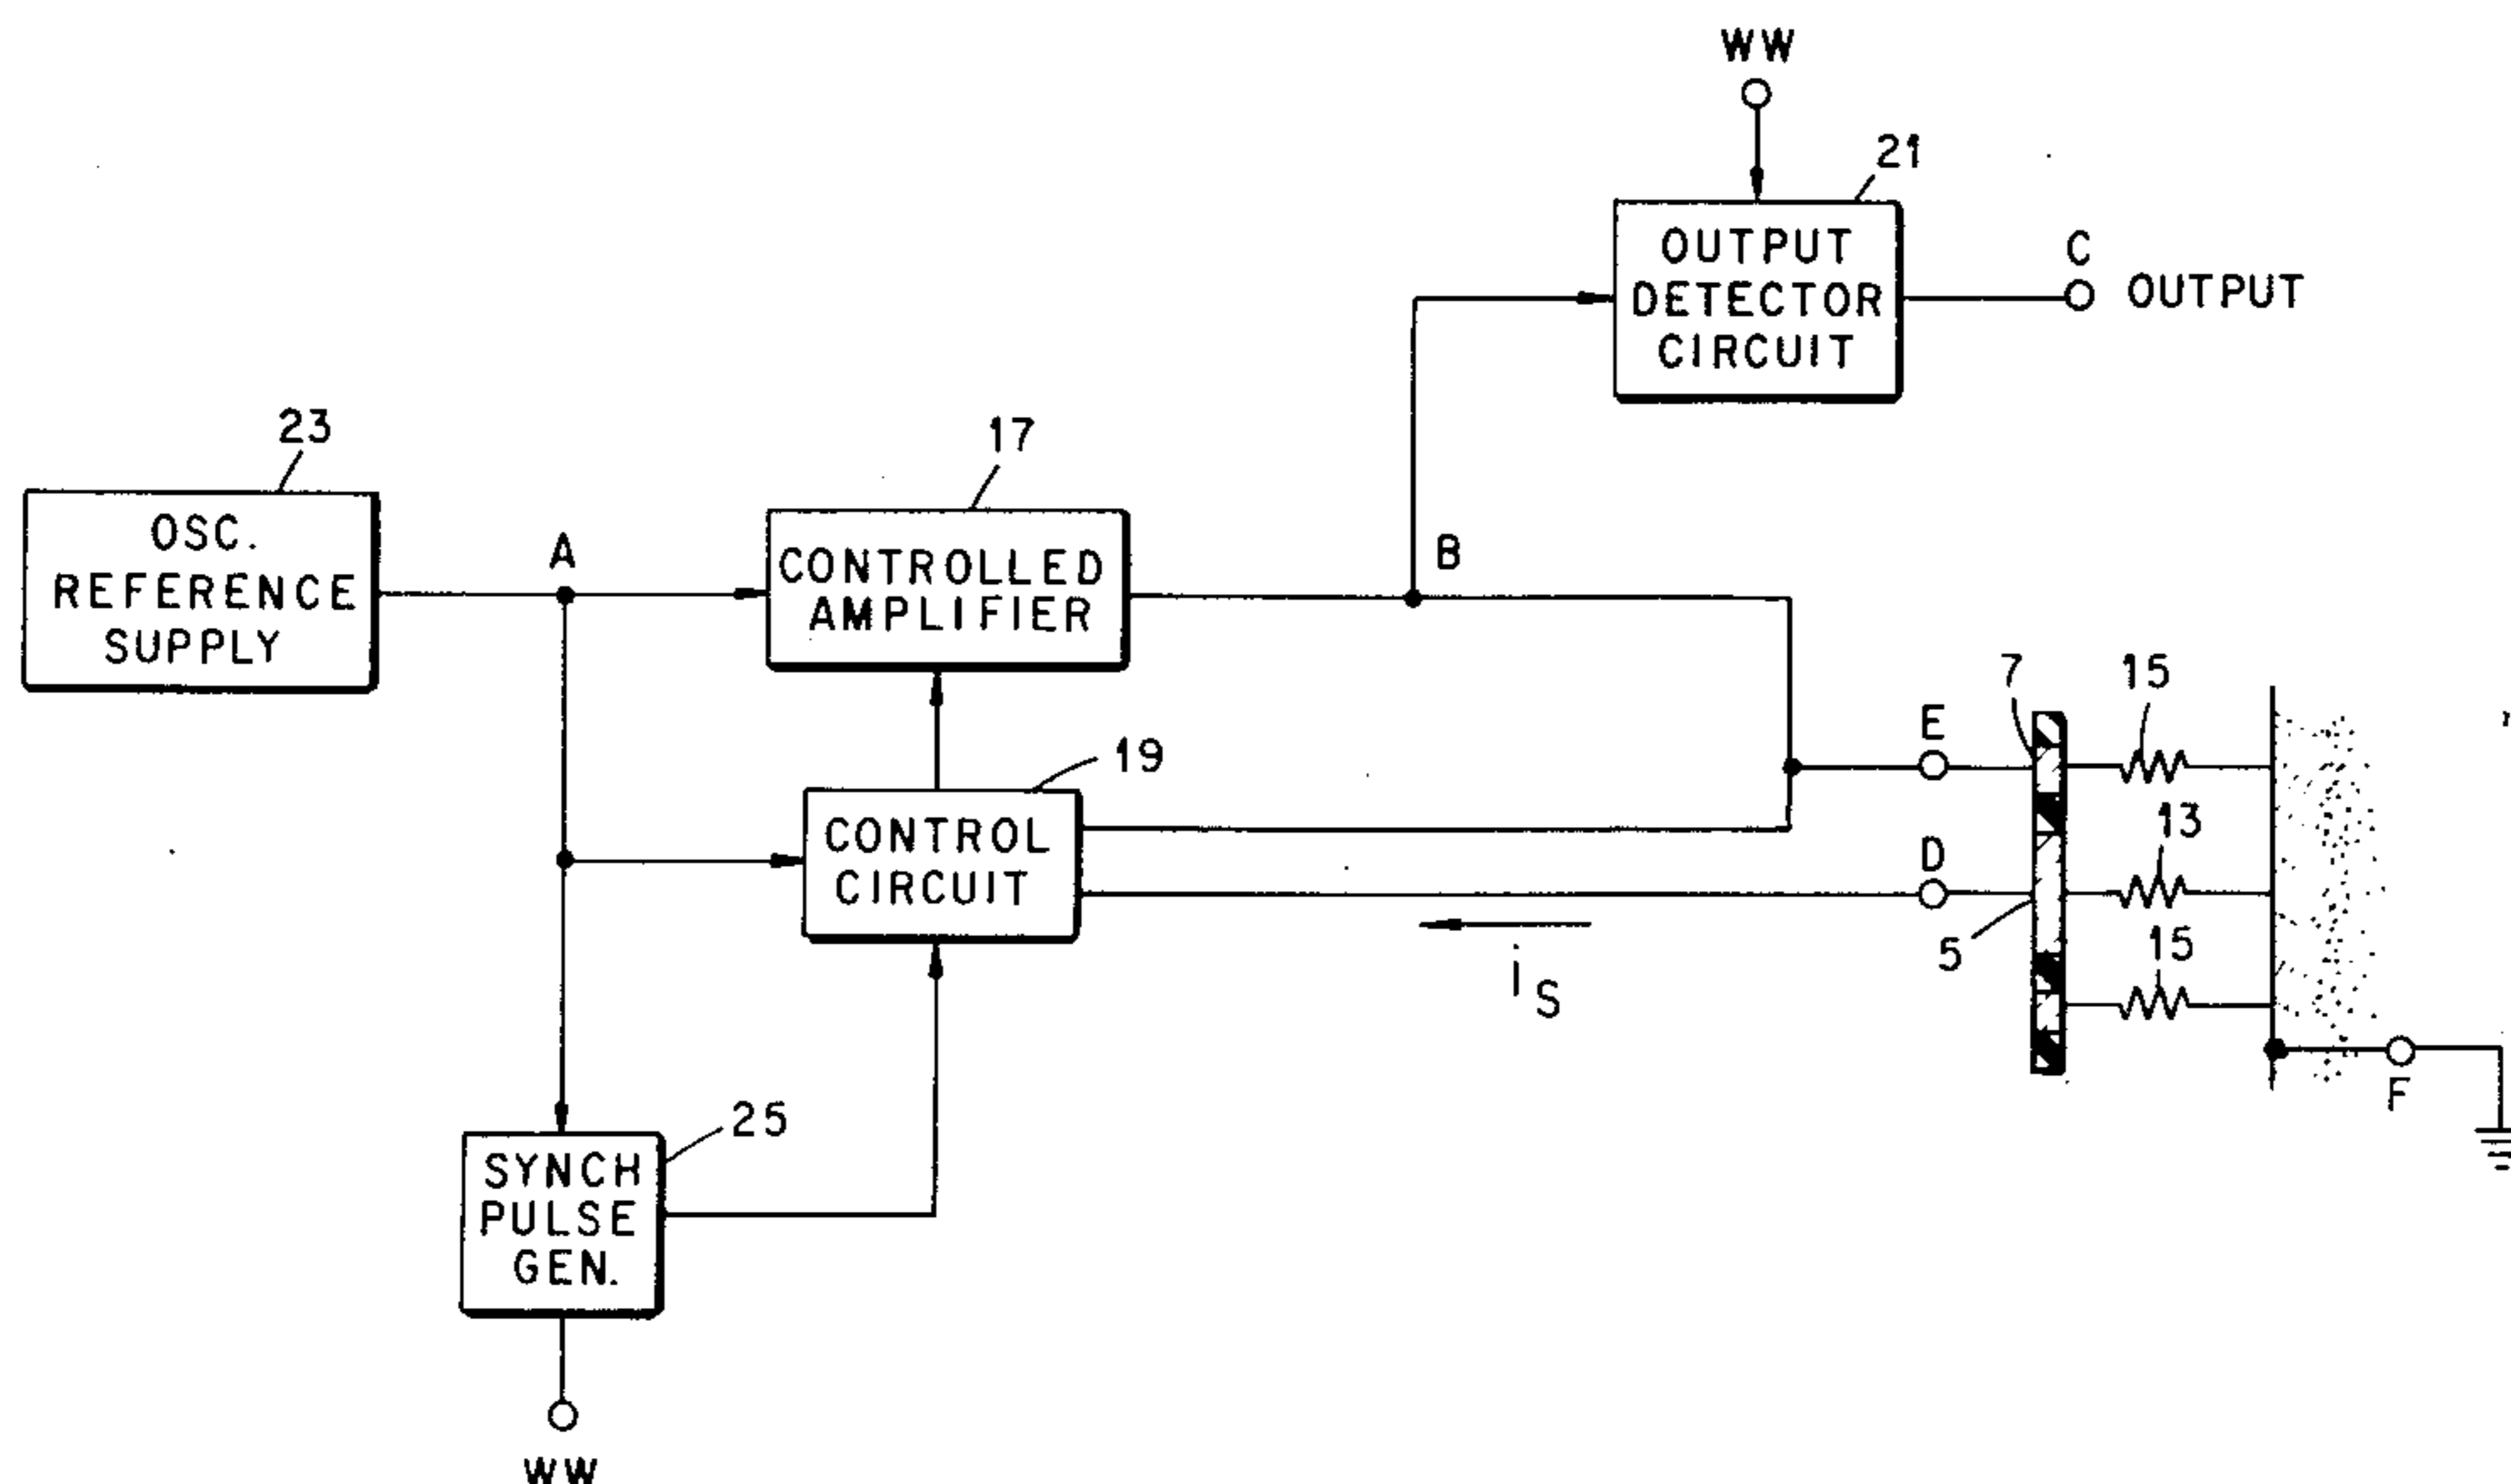 WW
21
OUTPUT
DETECTOR
CIRCUIT
C
OUTPUT
23
OSC.
REFERENCE
SUPPLY
A
17
CONTROLLED
AMPLIFIER
B
19
CONTROL
CIRCUIT
7
15
E
13
D
5
15
iS
F
25
SYNCH
PULSE
GEN.
WW